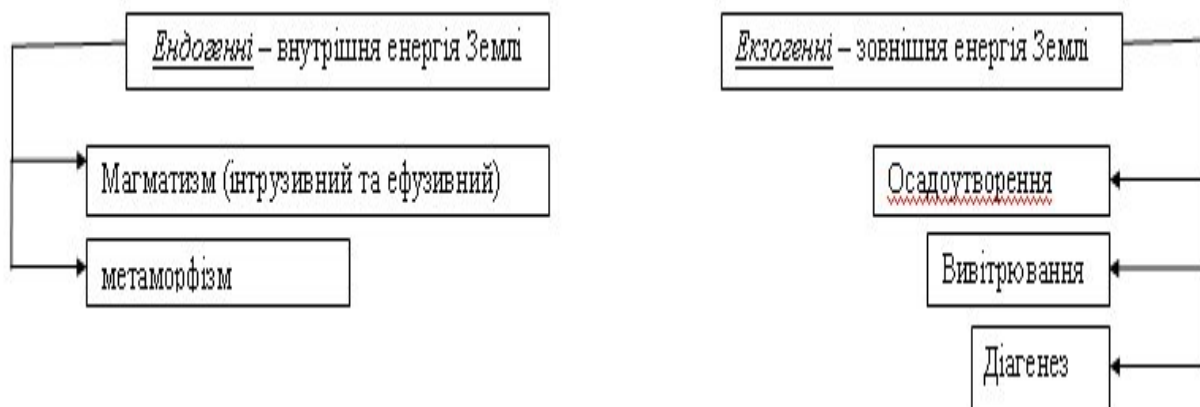 Ендогенні – внутрішня енергія Землі
Екзогенні – зовнішня енергія Землі
Магматизм (інтрузивний та ефузивний)
Осадоутворення
метаморфізм
Вивітрювання
Діагенез